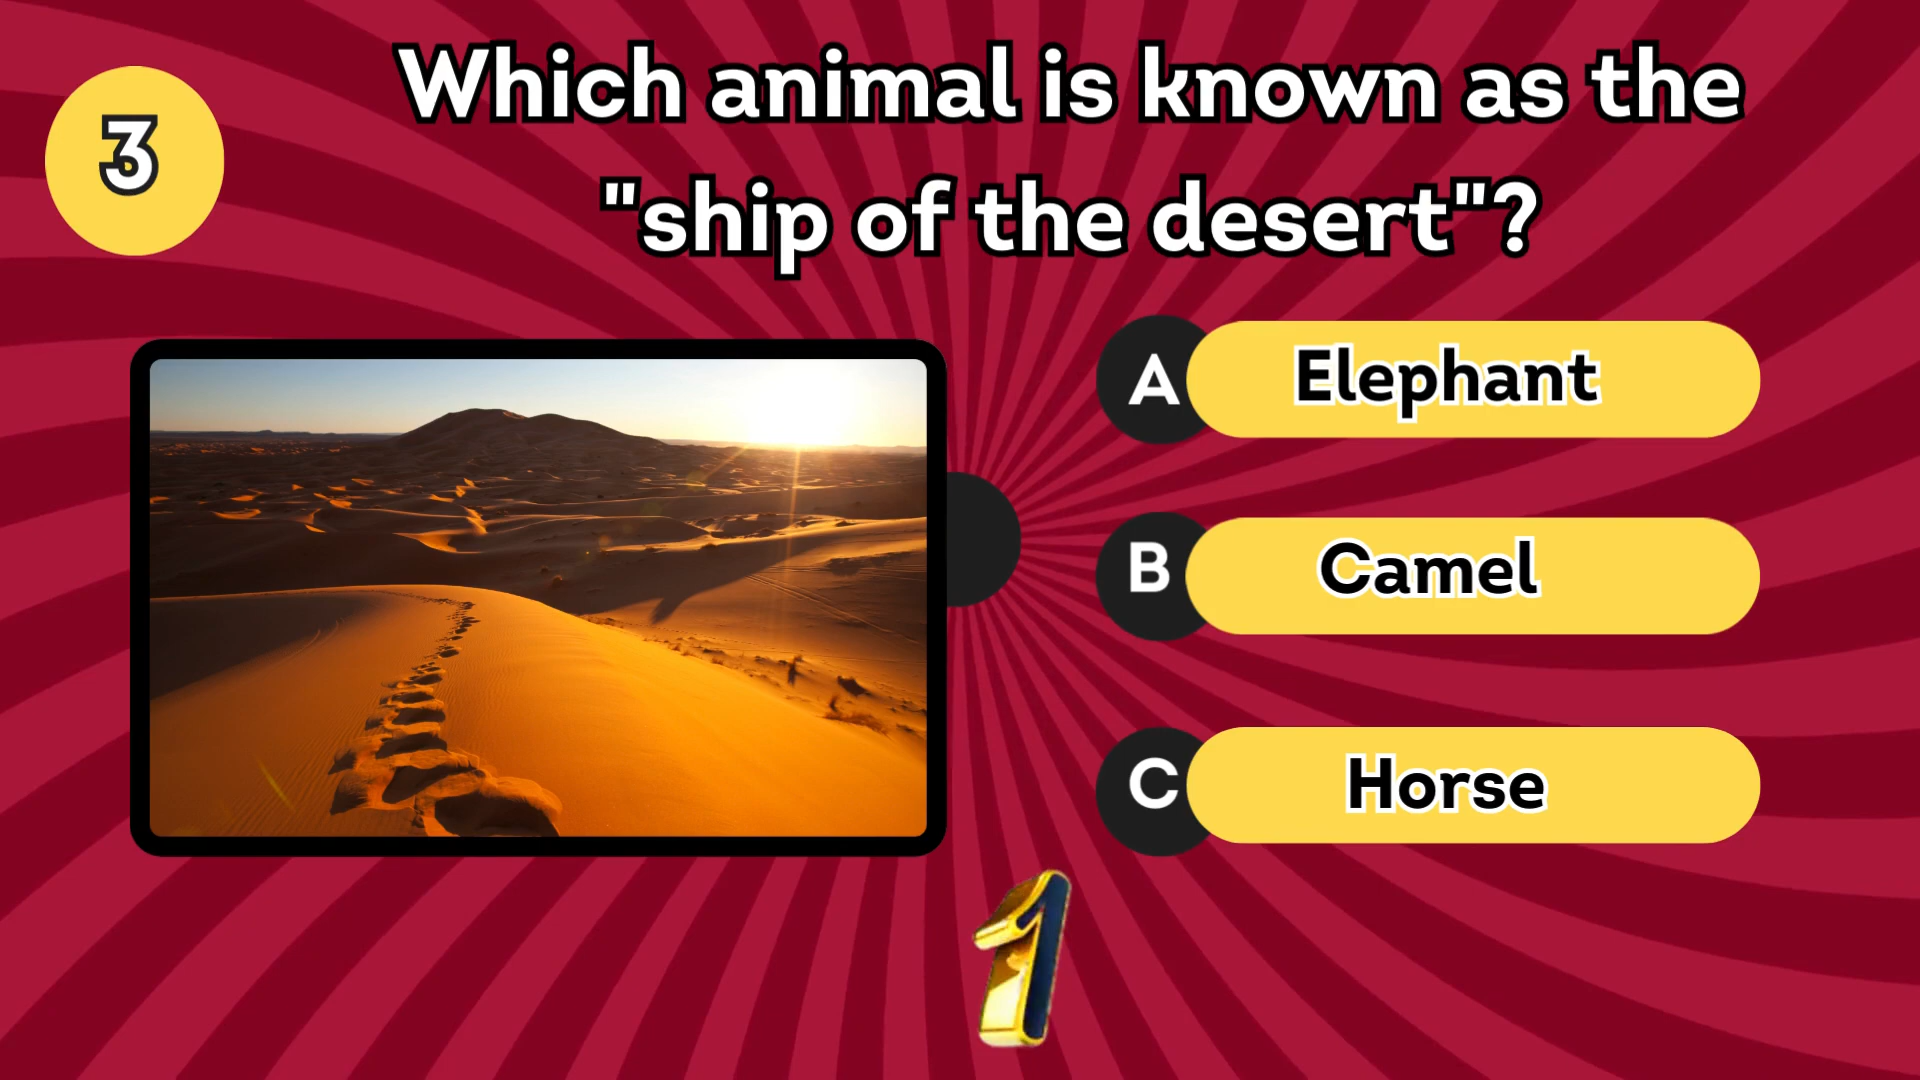 3
Which animal is known as the
"ship of the desert"?
A Elephant
B Camel
C Horse
1